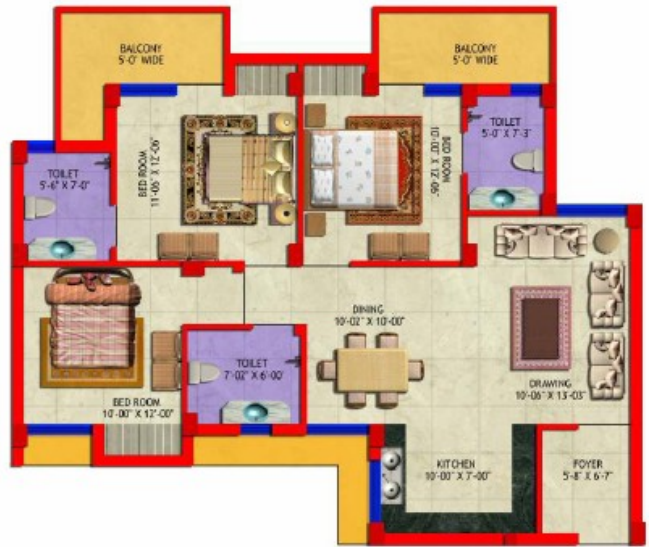 BALCONY
5'-0" WIDE
BALCONY
5'-0" WIDE
TOILET
5'-6" X 7'-0"
BED ROOM
11'-06" X 12'-06"
BED ROOM
10'-00" X 12'-06"
TOILET
5'-0" X 7'-3"
DINING
10'-02" X 10'-00"
TOILET
7'-02" X 6'-00"
DRAWING
10'-06" X 13'-03"
BED ROOM
10'-00" X 12'-00"
KITCHEN
10'-00" X 7'-00"
FOYER
5'-8" X 6'-7"